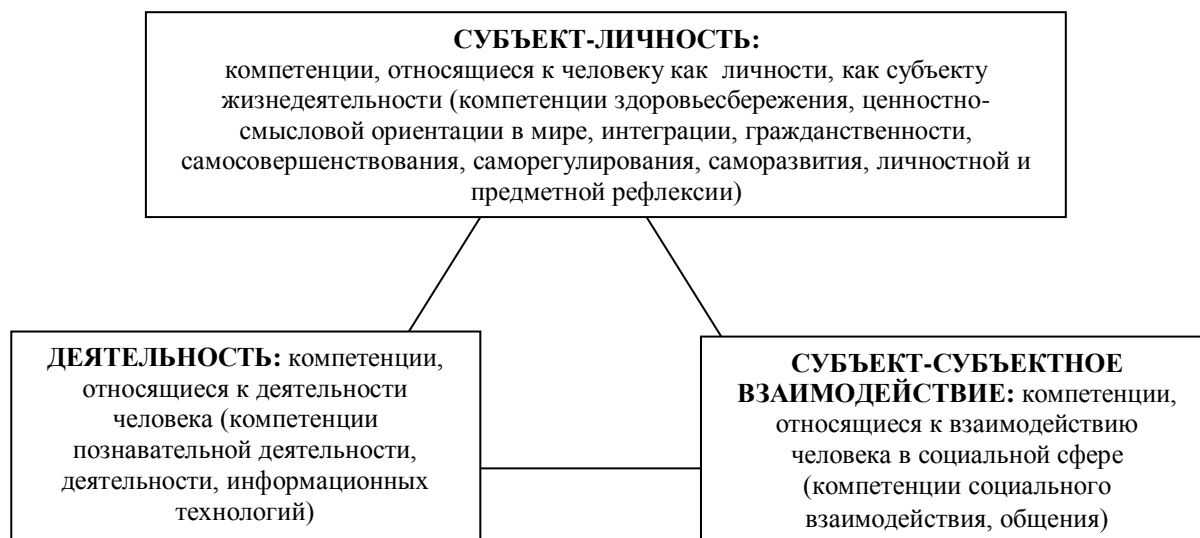 СУБЪЕКТ-ЛИЧНОСТЬ:
компетенции, относящиеся к человеку как личности, как субъекту
жизнедеятельности (компетенции здоровьесбережения, ценностно-
смысловой ориентации в мире, интеграции, гражданственности,
самосовершенствования, саморегулирования, саморазвития, личностной и
предметной рефлексии)
ДЕЯТЕЛЬНОСТЬ: компетенции,
относящиеся к деятельности
человека (компетенции
познавательной деятельности,
деятельности, информационных
технологий)
СУБЪЕКТ-СУБЪЕКТНОЕ
ВЗАИМОДЕЙСТВИЕ: компетенции,
относящиеся к взаимодействию
человека в социальной сфере
(компетенции социального
взаимодействия, общения)